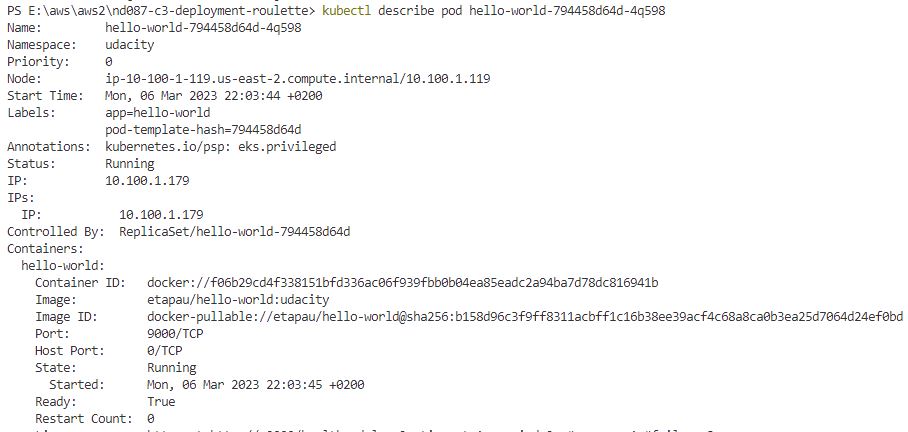 PS E:\aws\aws2\nd087-c3-deployment-roulette> kubectl describe pod hello-world-794458d64d-4q598
Name:         hello-world-794458d64d-4q598
Namespace:    udacity
Priority:     0
Node:         ip-10-100-1-119.us-east-2.compute.internal/10.100.1.119
Start Time:   Mon, 06 Mar 2023 22:03:44 +0200
Labels:       app=hello-world
              pod-template-hash=794458d64d
Annotations:  kubernetes.io/psp: eks.privileged
Status:       Running
IP:           10.100.1.179
IPs:
  IP:           10.100.1.179
Controlled By:  ReplicaSet/hello-world-794458d64d
Containers:
  hello-world:
    Container ID:   docker://f06b29cd4f338151bfd336ac06f939fbb0b04ea85eadc2a94ba7d78dc816941b
    Image:          etapau/hello-world:udacity
    Image ID:       docker-pullable://etapau/hello-world@sha256:b158d96c3f9ff8311acbff1c16b38ee39acf4c68a8ca0b3ea25d7064d24ef0bd
    Port:           9000/TCP
    Host Port:      0/TCP
    State:          Running
      Started:      Mon, 06 Mar 2023 22:03:45 +0200
    Ready:          True
    Restart Count:  0